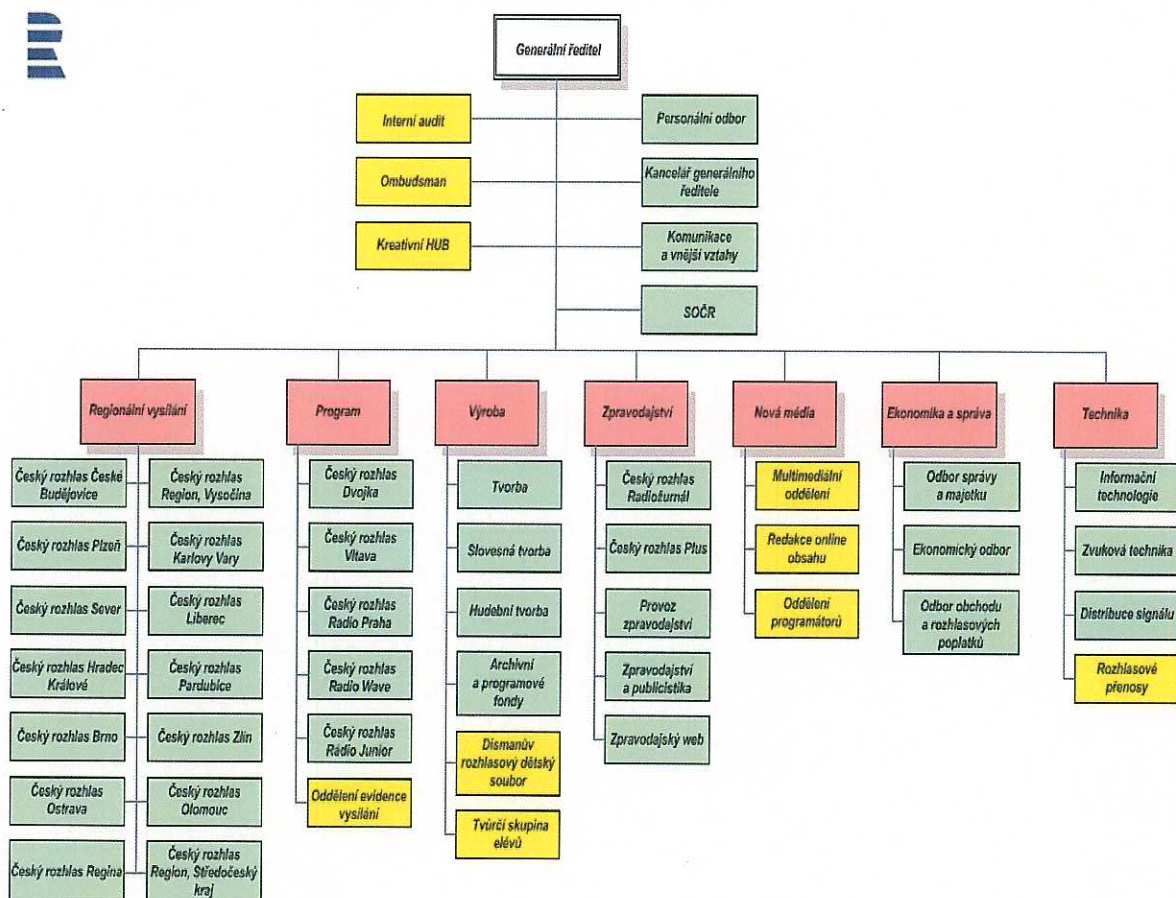 Generální ředitel
Interní audit
Personální odbor
Ombudsman
Kancelář generálního
ředitele
Kreativní HUB
Komunikace
a vnější vztahy
SOČR
Regionální vysílání
Program
Výroba
Zpravodajství
Nová média
Ekonomika a správa
Technika
Český rozhlas České
Budějovice
Český rozhlas
Region, Vysočina
Český rozhlas Plzeň
Český rozhlas
Karlovy Vary
Český rozhlas Sever
Český rozhlas
Liberec
Český rozhlas Hradec
Králové
Český rozhlas
Pardubice
Český rozhlas Brno
Český rozhlas Zlín
Český rozhlas
Ostrava
Český rozhlas
Olomouc
Český rozhlas Regina
Český rozhlas
Region, Středočeský
kraj
Český rozhlas
Dvojka
Český rozhlas
Vltava
Český rozhlas
Radio Praha
Český rozhlas
Radio Wave
Český rozhlas
Rádio Junior
Oddělení evidence
vysílání
Tvorba
Slovesná tvorba
Hudební tvorba
Archivní
a programové
fondy
Dismanův
rozhlasový dětský
soubor
Tvůrčí skupina
elévů
Český rozhlas
Radiožurnál
Český rozhlas Plus
Provoz
zpravodajství
Zpravodajství
a publicistika
Zpravodajský web
Multimediální
oddělení
Redakce online
obsahu
Oddělení
programátorů
Odbor správy
a majetku
Ekonomický odbor
Odbor obchodu
a rozhlasových
poplatků
Informační
technologie
Zvuková technika
Distribuce signálu
Rozhlasové
přenosy